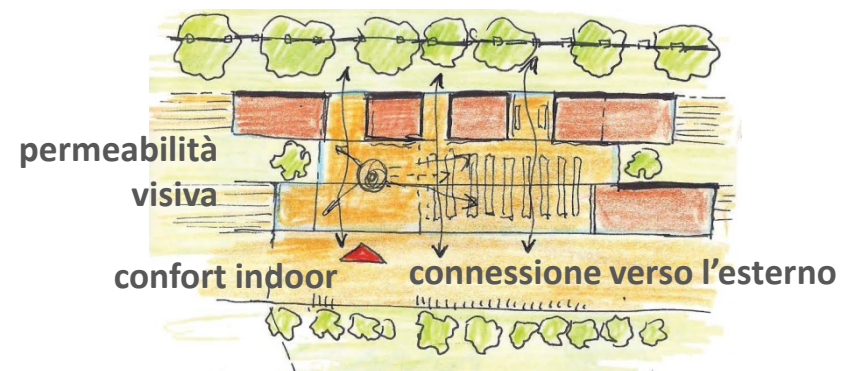 permeabilità
visiva
confort indoor
connessione verso l'esterno